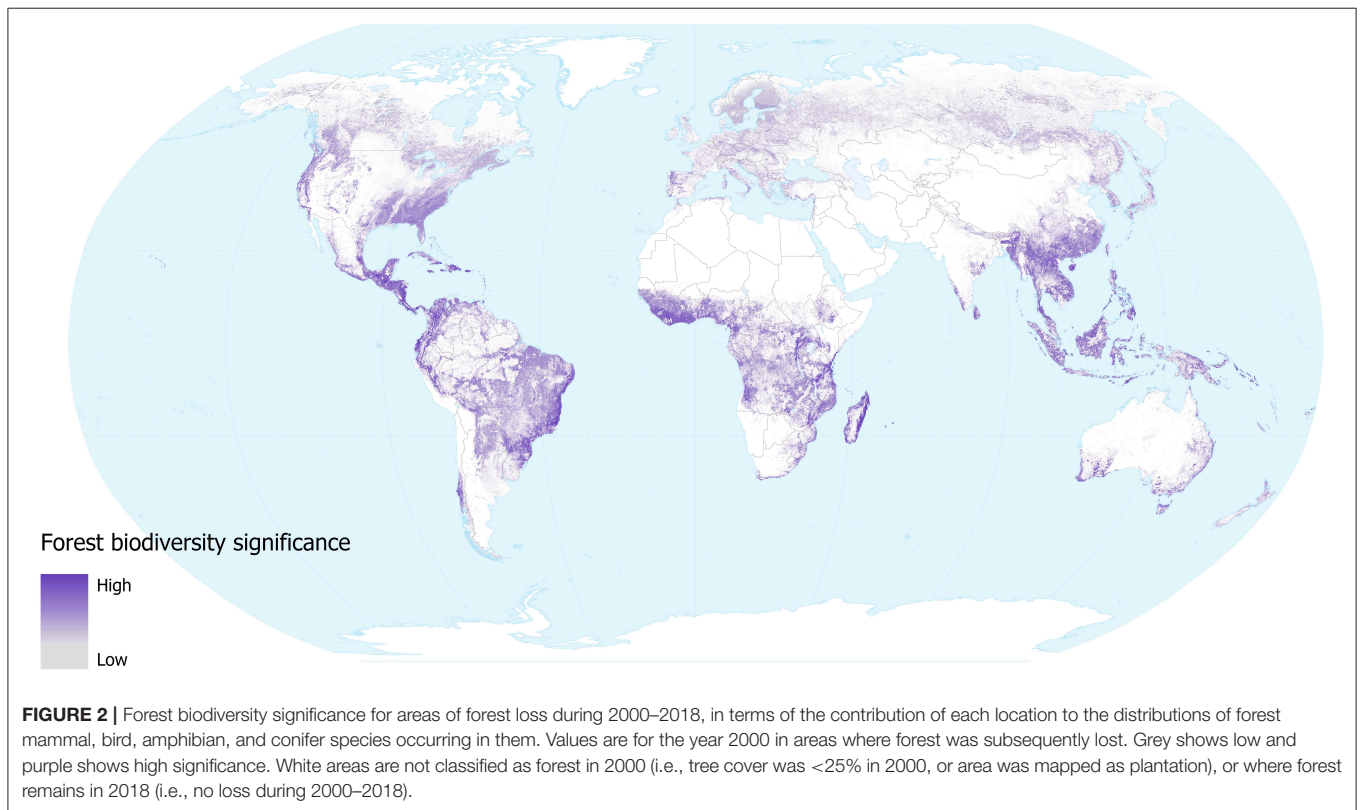 Forest biodiversity significance
High
Low
FIGURE 2 | Forest biodiversity significance for areas of forest loss during 2000–2018, in terms of the contribution of each location to the distributions of forest
mammal, bird, amphibian, and conifer species occurring in them. Values are for the year 2000 in areas where forest was subsequently lost. Grey shows low and
purple shows high significance. White areas are not classified as forest in 2000 (i.e., tree cover was <25% in 2000, or area was mapped as plantation), or where forest
remains in 2018 (i.e., no loss during 2000–2018).